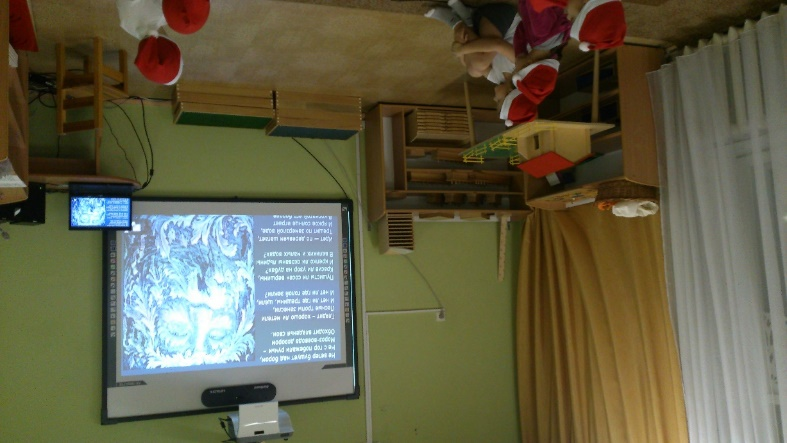 Не ветер бушует над бором,
Не с гор побежали ручьи –
Мороз-воевода дозором
Обходит владенья свои.
Глядит – хорошо ли метели
Лесные тропы занесли,
И нет ли где трещины, щели,
И нет ли где голой земли?
Пушисты ли сосен вершины,
Красив ли узор на дубах?
И крепко ли скованы льдины
В великих и малых водах?
Идет – по деревьям шагает,
Трещит по замерзлой воде,
И яркое солнце играет
В косматой его бороде.